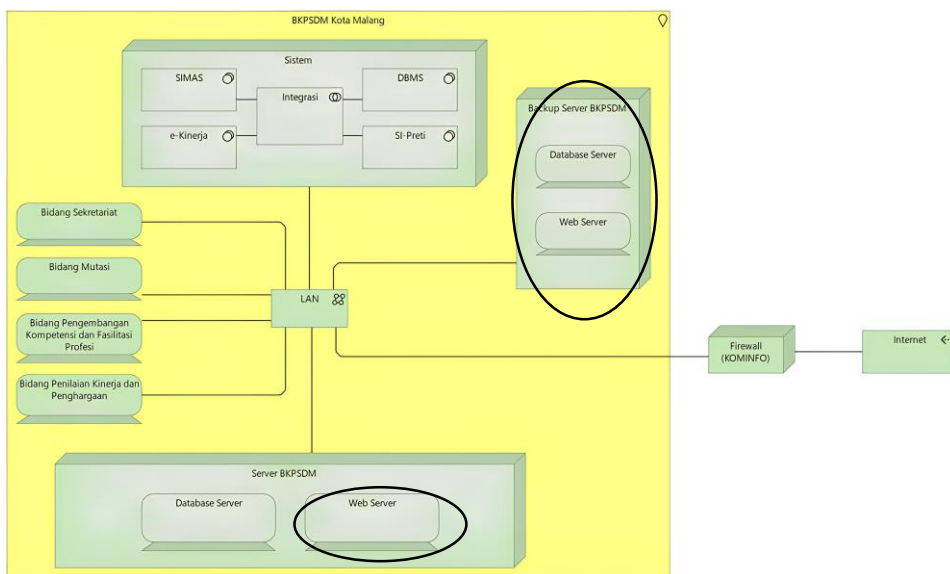 BKPSDM Kota Malang
Sistem
SIMAS
DBMS
Integrasi
e-Kinerja
SI-Preti
Backup Server BKPSDM
Database Server
Web Server
Bidang Sekretariat
Bidang Mutasi
Bidang Pengembangan
Kompetensi dan Fasilitasi
Profesi
Bidang Penilaian Kinerja dan
Penghargaan
LAN
Firewall
(KOMINFO)
Internet
Server BKPSDM
Database Server
Web Server